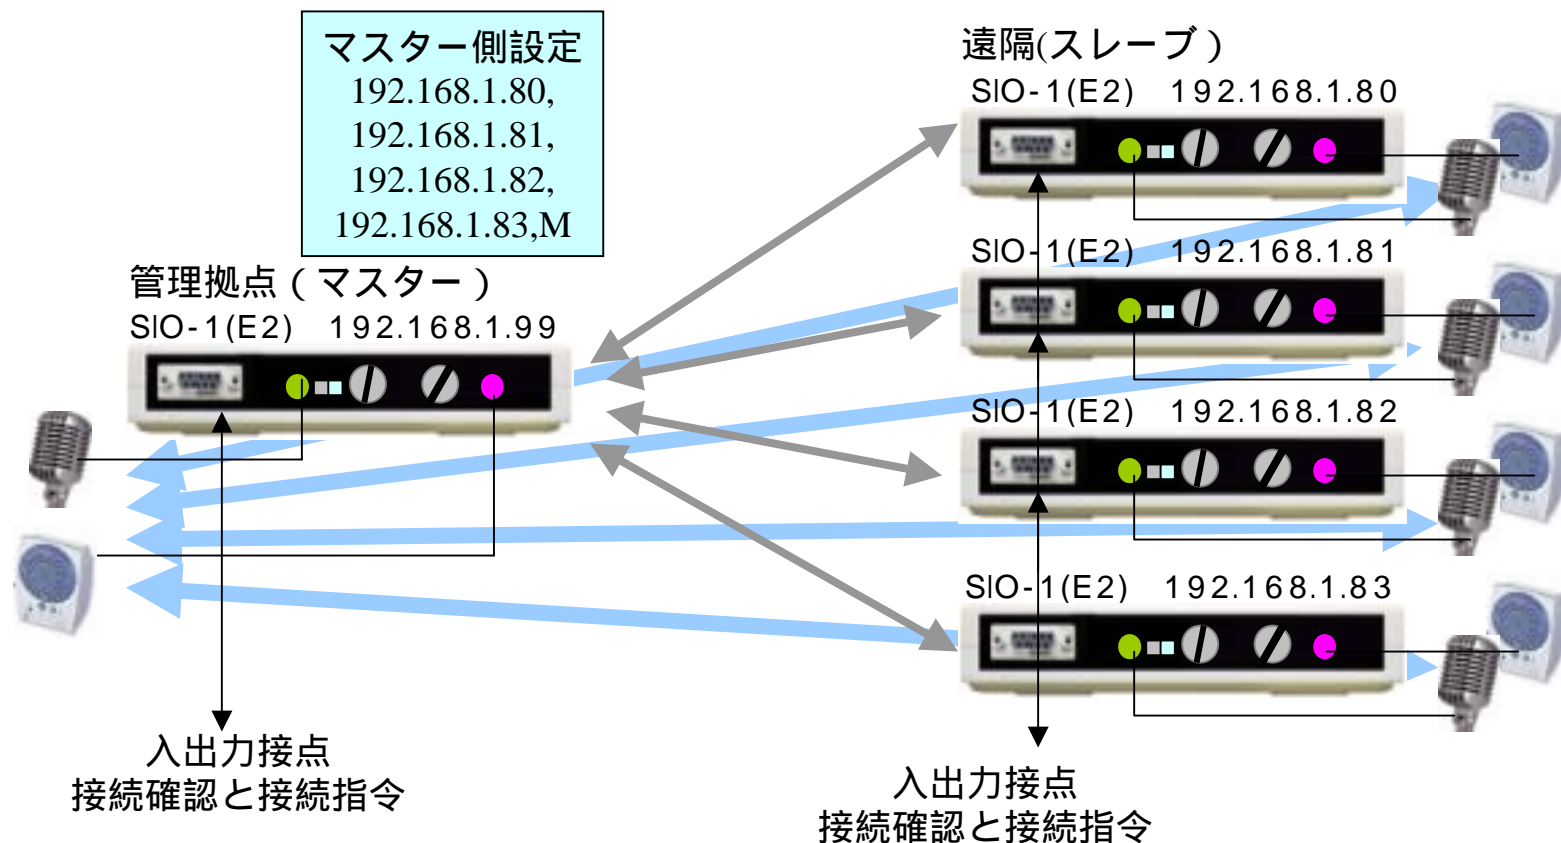 マスター側設定
192.168.1.80,
192.168.1.81,
192.168.1.82,
192.168.1.83,M
管理拠点（マスター）
SIO-1(E2) 192.168.1.99
入出力接点
接続確認と接続指令
遠隔(スレーブ）
SIO-1(E2) 192.168.1.80
SIO-1(E2) 192.168.1.81
SIO-1(E2) 192.168.1.82
SIO-1(E2) 192.168.1.83
入出力接点
接続確認と接続指令